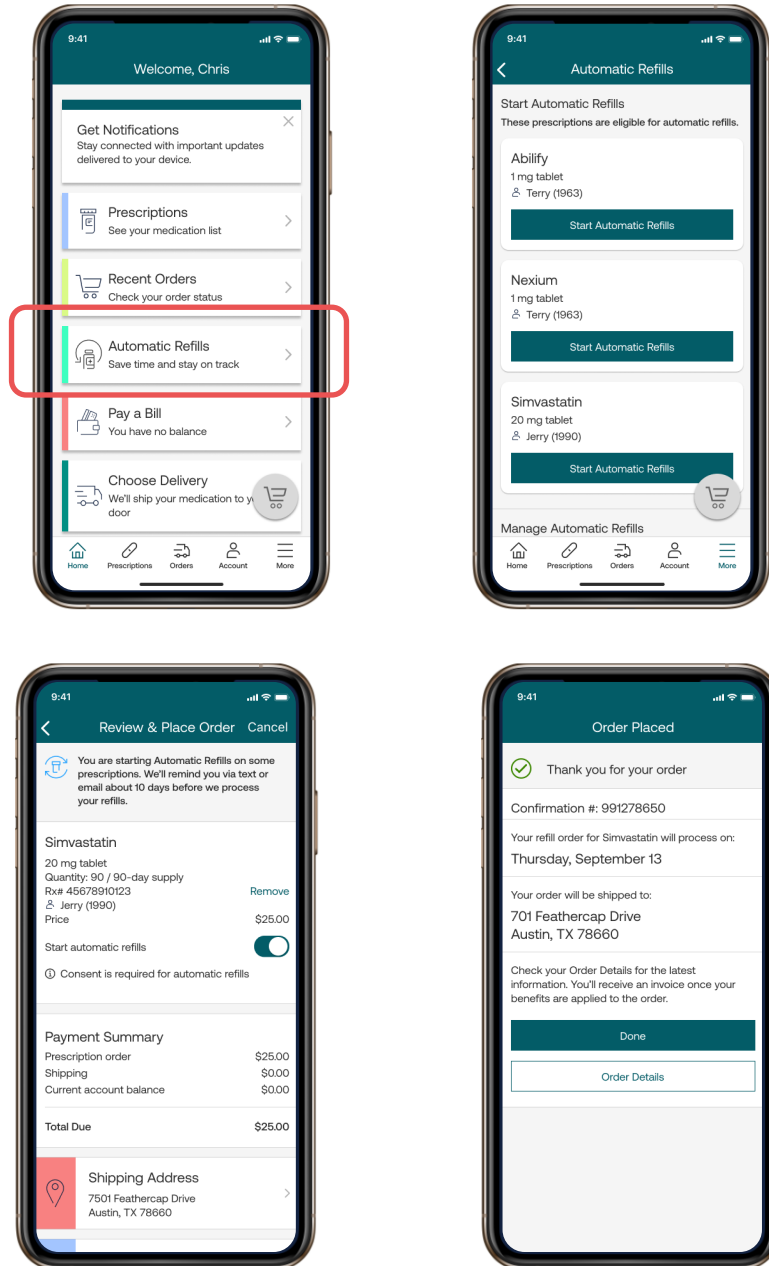 9:41
Welcome, Chris
Get Notifications
Stay connected with important updates
delivered to your device.
Prescriptions
See your medication list
Recent Orders
Check your order status
Automatic Refills
Save time and stay on track
Pay a Bill
You have no balance
Choose Delivery
We'll ship your medication to y
door
Home Prescriptions Orders Account More
9:41
Automatic Refills
Start Automatic Refills
These prescriptions are eligible for automatic refills.
Abilify
1 mg tablet
Terry (1963)
Start Automatic Refills
Nexium
1 mg tablet
Terry (1963)
Start Automatic Refills
Simvastatin
20 mg tablet
Jerry (1990)
Start Automatic Refills
Manage Automatic Refills
Home Prescriptions Orders Account More
9:41
Review & Place Order Cancel
You are starting Automatic Refills on some
prescriptions. We'll remind you via text or
email about 10 days before we process
your refills.
Simvastatin
20 mg tablet
Quantity: 90 / 90-day supply
Rx# 45678910123 Remove
Jerry (1990)
Price $25.00
Start automatic refills
Consent is required for automatic refills
Payment Summary
Prescription order $25.00
Shipping $0.00
Current account balance $0.00
Total Due $25.00
Shipping Address
7501 Feathercap Drive
Austin, TX 78660
9:41
Order Placed
Thank you for your order
Confirmation #: 991278650
Your refill order for Simvastatin will process on:
Thursday, September 13
Your order will be shipped to:
701 Feathercap Drive
Austin, TX 78660
Check your Order Details for the latest
information. You'll receive an invoice once your
benefits are applied to the order.
Done
Order Details